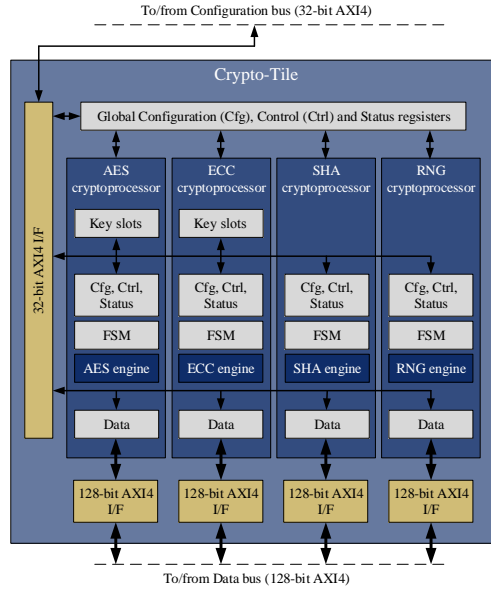 To/from Configuration bus (32-bit AXI4)
Crypto-Tile
Global Configuration (Cfg), Control (Ctrl) and Status regsisters
32-bit AXI4 I/F
AES
cryptoprocessor
ECC
cryptoprocessor
SHA
cryptoprocessor
RNG
cryptoprocessor
Key slots
Key slots
Cfg, Ctrl,
Status
Cfg, Ctrl,
Status
Cfg, Ctrl,
Status
Cfg, Ctrl,
Status
FSM
FSM
FSM
FSM
AES engine
ECC engine
SHA engine
RNG engine
Data
Data
Data
Data
128-bit AXI4
I/F
128-bit AXI4
I/F
128-bit AXI4
I/F
128-bit AXI4
I/F
To/from Data bus (128-bit AXI4)